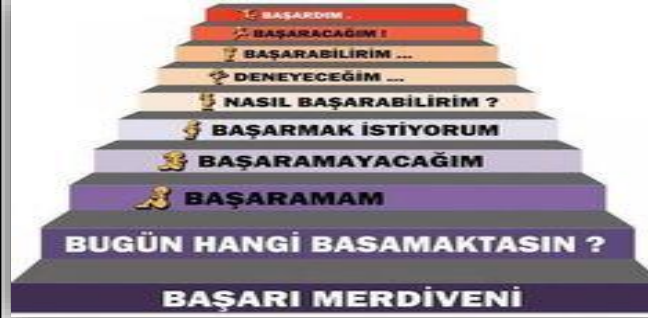 BAŞARDIM .
BAŞARACAĞIM !
BAŞARABİLİRİM ...
DENEYECEĞİM ...
NASIL BAŞARABİLİRİM ?
BAŞARMAK İSTİYORUM
BAŞARAMAYACAĞIM
BAŞARAMAM
BUGÜN HANGİ BASAMAKTASIN ?
BAŞARI MERDİVENİ